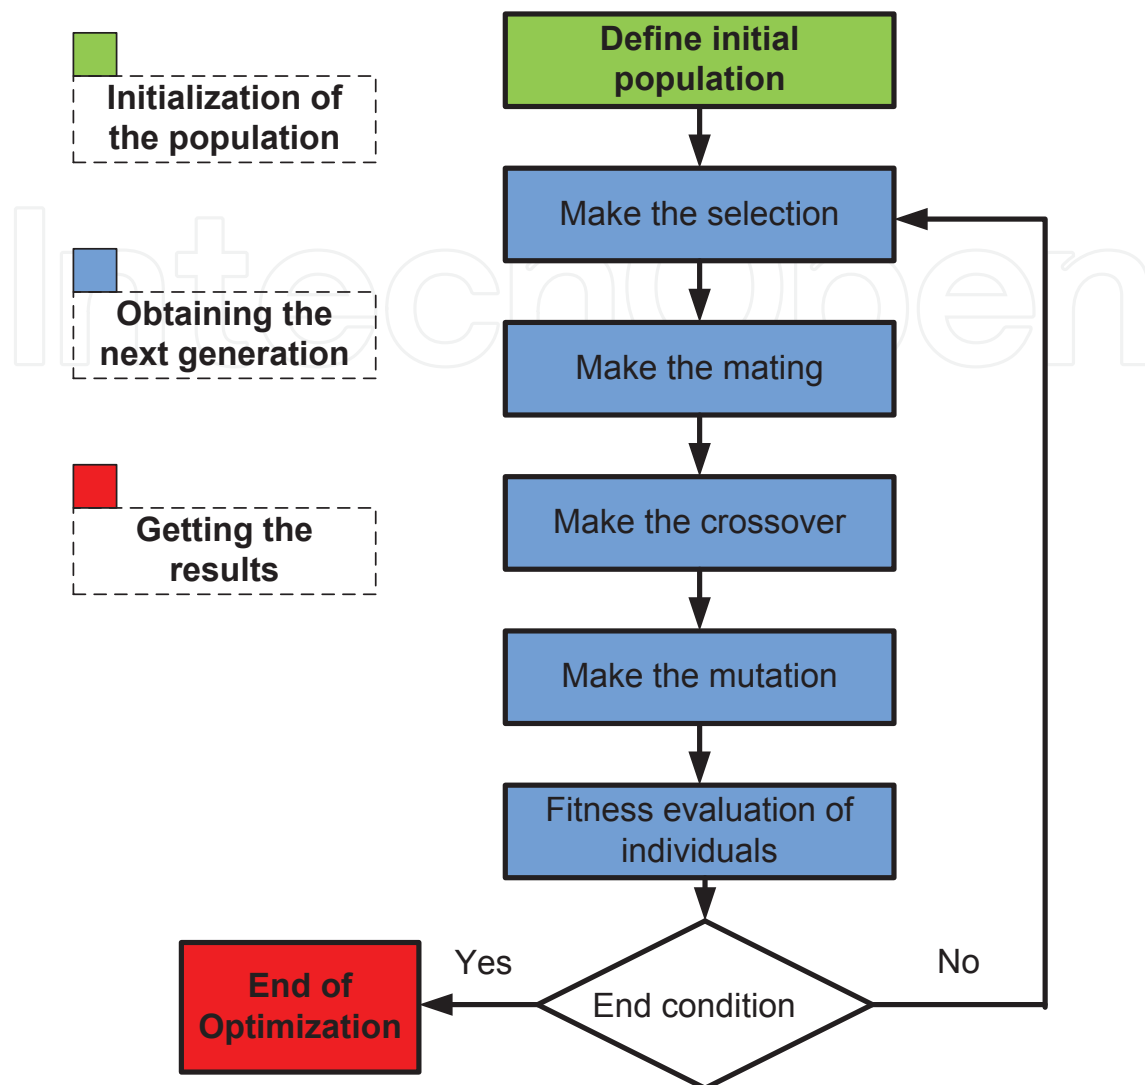 Define initial
population
Initialization of
the population
Make the selection
IntechOpen
Obtaining the
next generation
Make the mating
Getting the
results
Make the crossover
Make the mutation
Fitness evaluation of
individuals
Yes
No
End of
Optimization
End condition